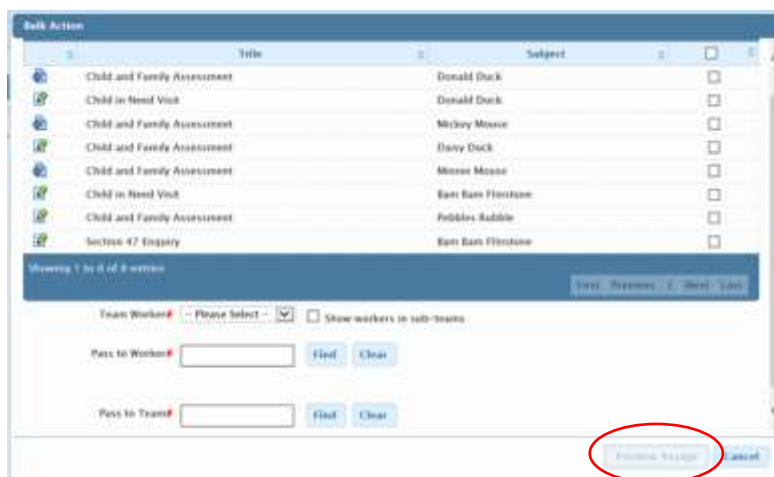 Bulk Action
Title Subject
Child and Family Assessment Donald Duck
Child in Need Visit Donald Duck
Child and Family Assessment Mickey Mouse
Child and Family Assessment Daisy Duck
Child and Family Assessment Minnie Mouse
Child in Need Visit Bam Bam Flinstone
Child and Family Assessment Pebbles Rubble
Section 47 Enquiry Bam Bam Flinstone
Showing 1 to 8 of 8 entries
First Previous 1 Next Last
Team Worker# -- Please Select -- Show workers in sub-teams
Pass to Worker# Find Clear
Pass to Team# Find Clear
Preview Assign Cancel